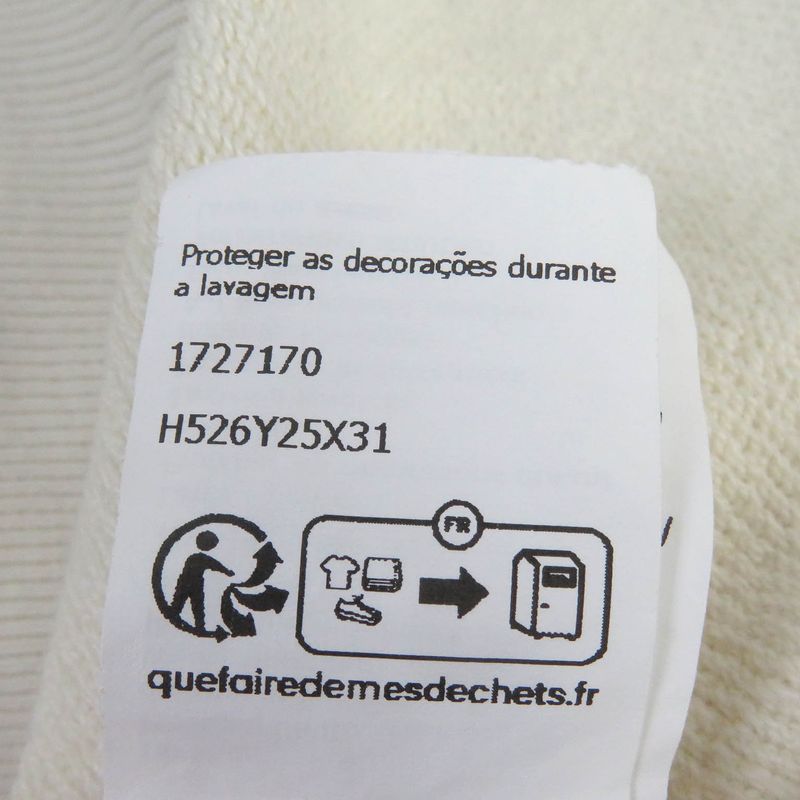 Proteger as decorações durante
a lavagem
1727170
H526Y25X31
FR
quefairedemesdechets.fr